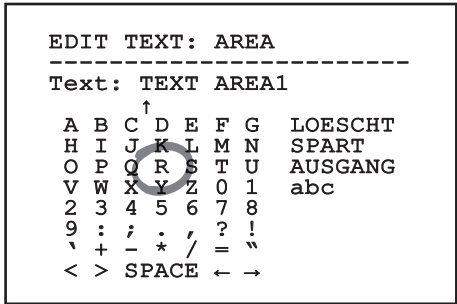 EDIT TEXT: AREA
-------------------------
Text: TEXT AREA1
↑
A B C D E F G LOESCHT
H I J K L M N SPART
O P Q R S T U AUSGANG
V W X Y Z 0 1 abc
2 3 4 5 6 7 8
9 : ; . , ? !
‵ + - * / = ‶
< > SPACE ← →